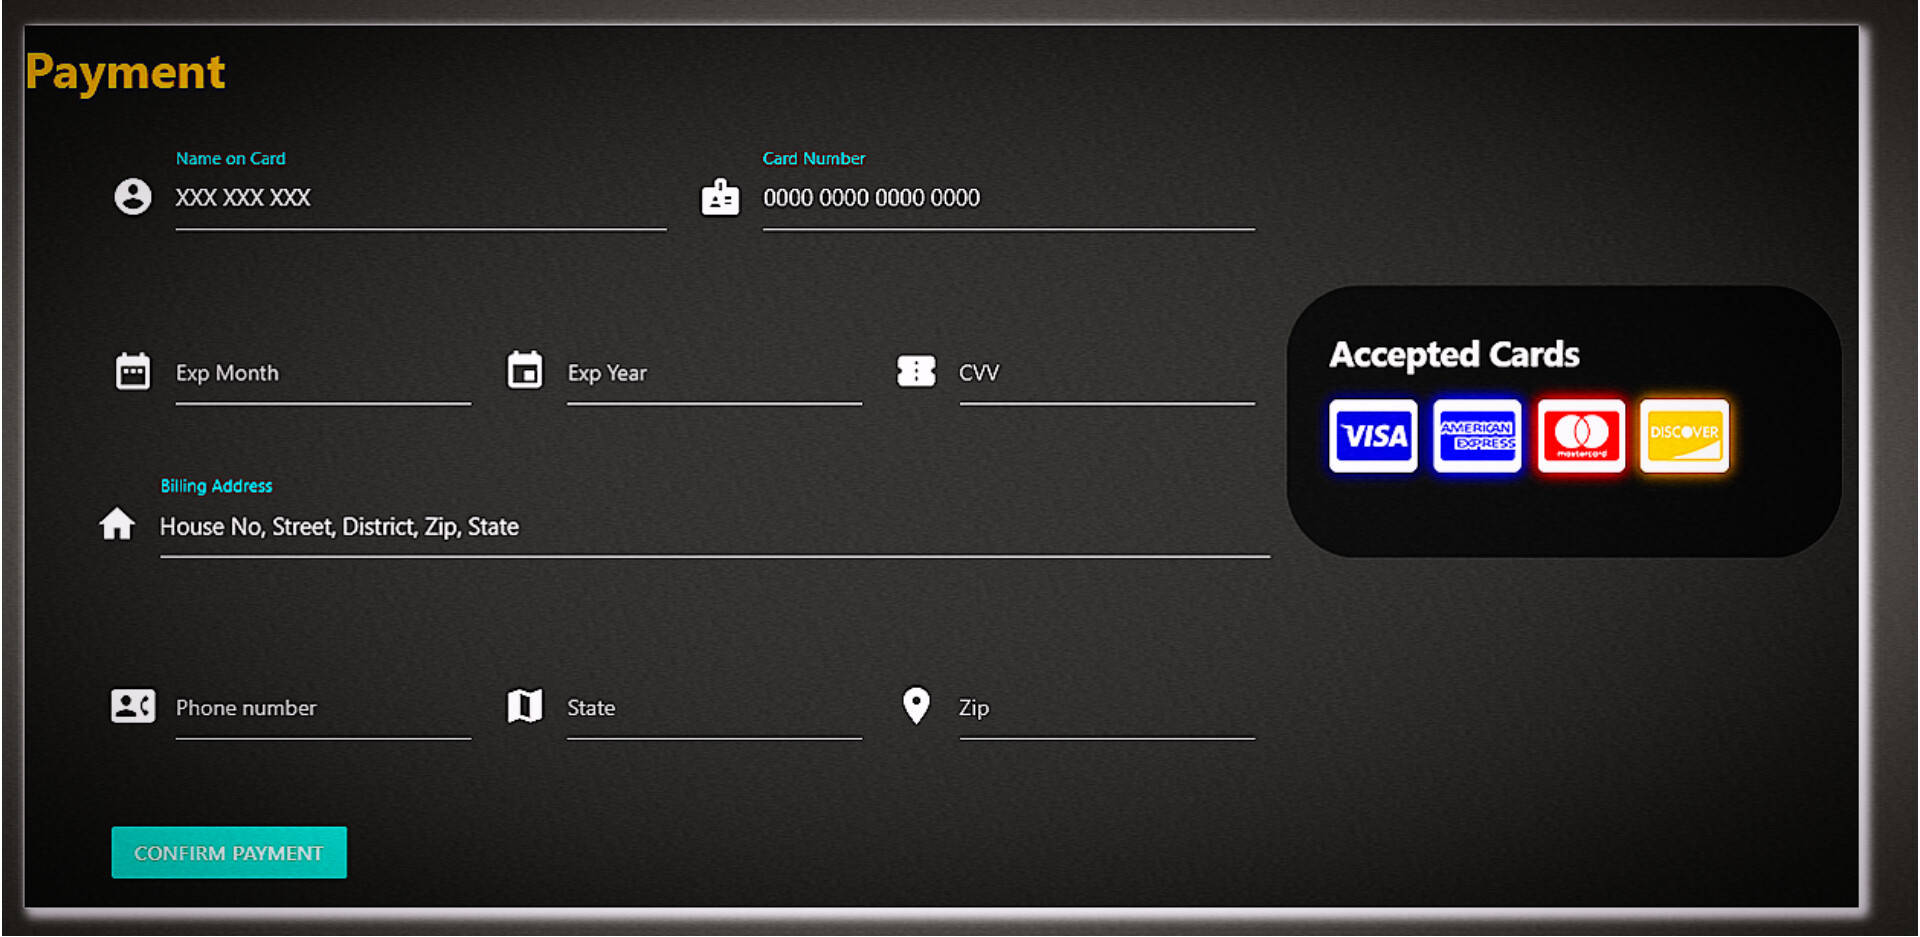 Payment
Name on Card
XXX XXX XXX
Card Number
0000 0000 0000 0000
Exp Month
Exp Year
CVV
Accepted Cards
VISA
AMERICAN
EXPRESS
mastercard
DISCOVER
Billing Address
House No, Street, District, Zip, State
Phone number
State
Zip
CONFIRM PAYMENT